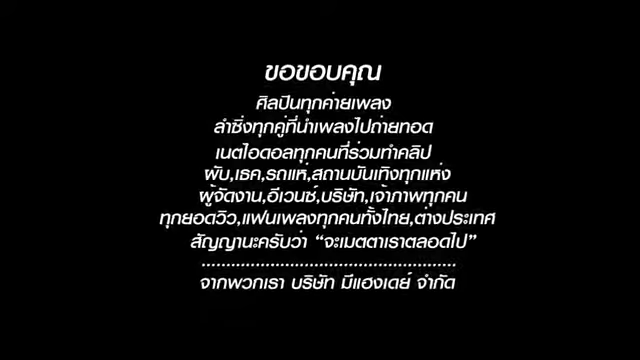 ขอขอบคุณ
ศิลปินทุกค่ายเพลง
ลำซิ่งทุกคู่ที่นำเพลงไปถ่ายทอด
เนตไอดอลทุกคนที่ร่วมทำคลิป
ผับ,เธค,รถแห่,สถานบันเทิงทุกแห่ง
ผู้จัดงาน,อีเวนซ์,บริษัท,เจ้าภาพทุกคน
ทุกยอดวิว,แฟนเพลงทุกคนทั้งไทย,ต่างประเทศ
สัญญานะครับว่า “จะเมตตาเราตลอดไป”
....................................................
จากพวกเรา บริษัท มีแฮงเดย์ จำกัด